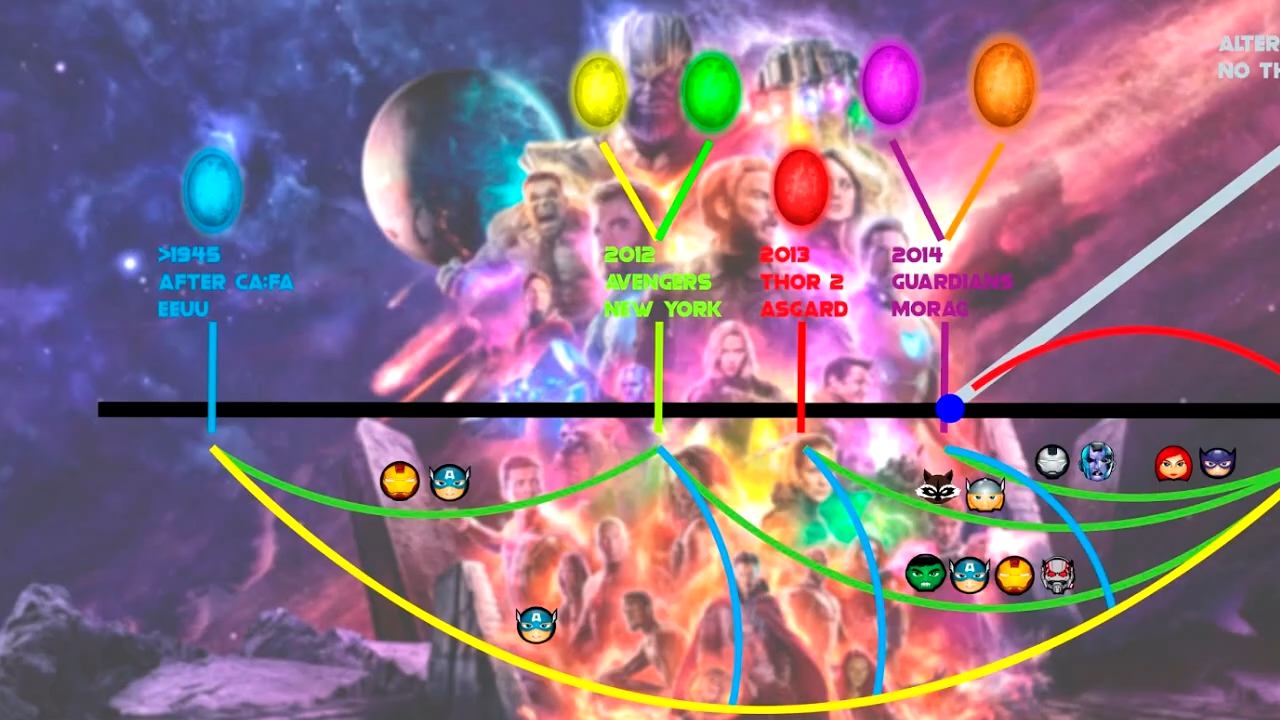 >1945
AFTER CA:FA
EEUU
2012
AVENGERS
NEW YORK
2013
THOR 2
ASGARD
2014
GUARDIANS
MORAG
ALTER
NO TH